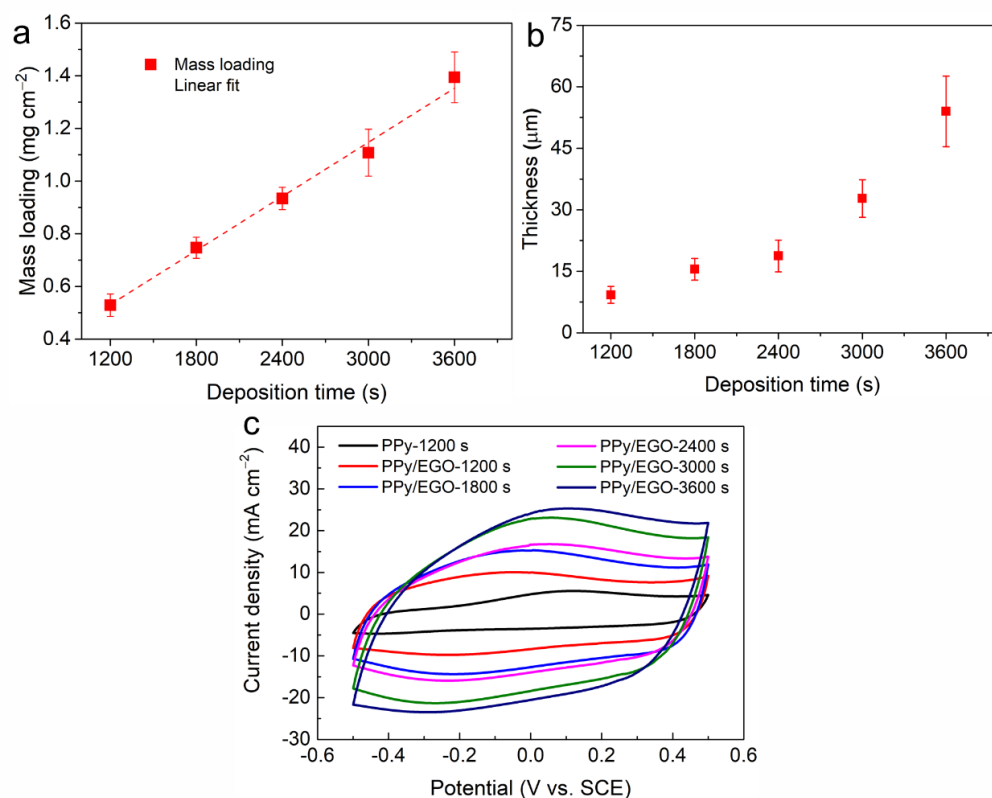 a
Mass loading (mg cm−2)
1.6
1.4
1.2
1.0
0.8
0.6
0.4
Mass loading
Linear fit
1200 1800 2400 3000 3600
Deposition time (s)
b
Thickness (μm)
75
60
45
30
15
0
1200 1800 2400 3000 3600
Deposition time (s)
c
Current density (mA cm−2)
40
30
20
10
0
-10
-20
-30
PPy-1200 s
PPy/EGO-1200 s
PPy/EGO-1800 s
PPy/EGO-2400 s
PPy/EGO-3000 s
PPy/EGO-3600 s
-0.6 -0.4 -0.2 0.0 0.2 0.4 0.6
Potential (V vs. SCE)